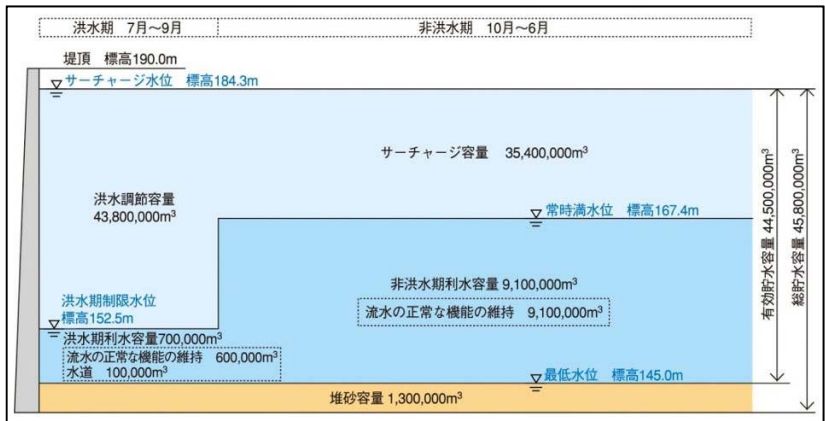 洪水期 7月～9月
非洪水期 10月～6月
堤頂 標高190.0m
サーチャージ水位 標高184.3m
サーチャージ容量 35,400,000m³
洪水調節容量
43,800,000m³
常時満水位 標高167.4m
非洪水期利水容量 9,100,000m³
流水の正常な機能の維持 9,100,000m³
洪水期制限水位
標高152.5m
洪水期利水容量700,000m³
流水の正常な機能の維持 600,000m³
水道 100,000m³
最低水位 標高145.0m
堆砂容量 1,300,000m³
有効貯水容量 44,500,000m³
総貯水容量 45,800,000m³